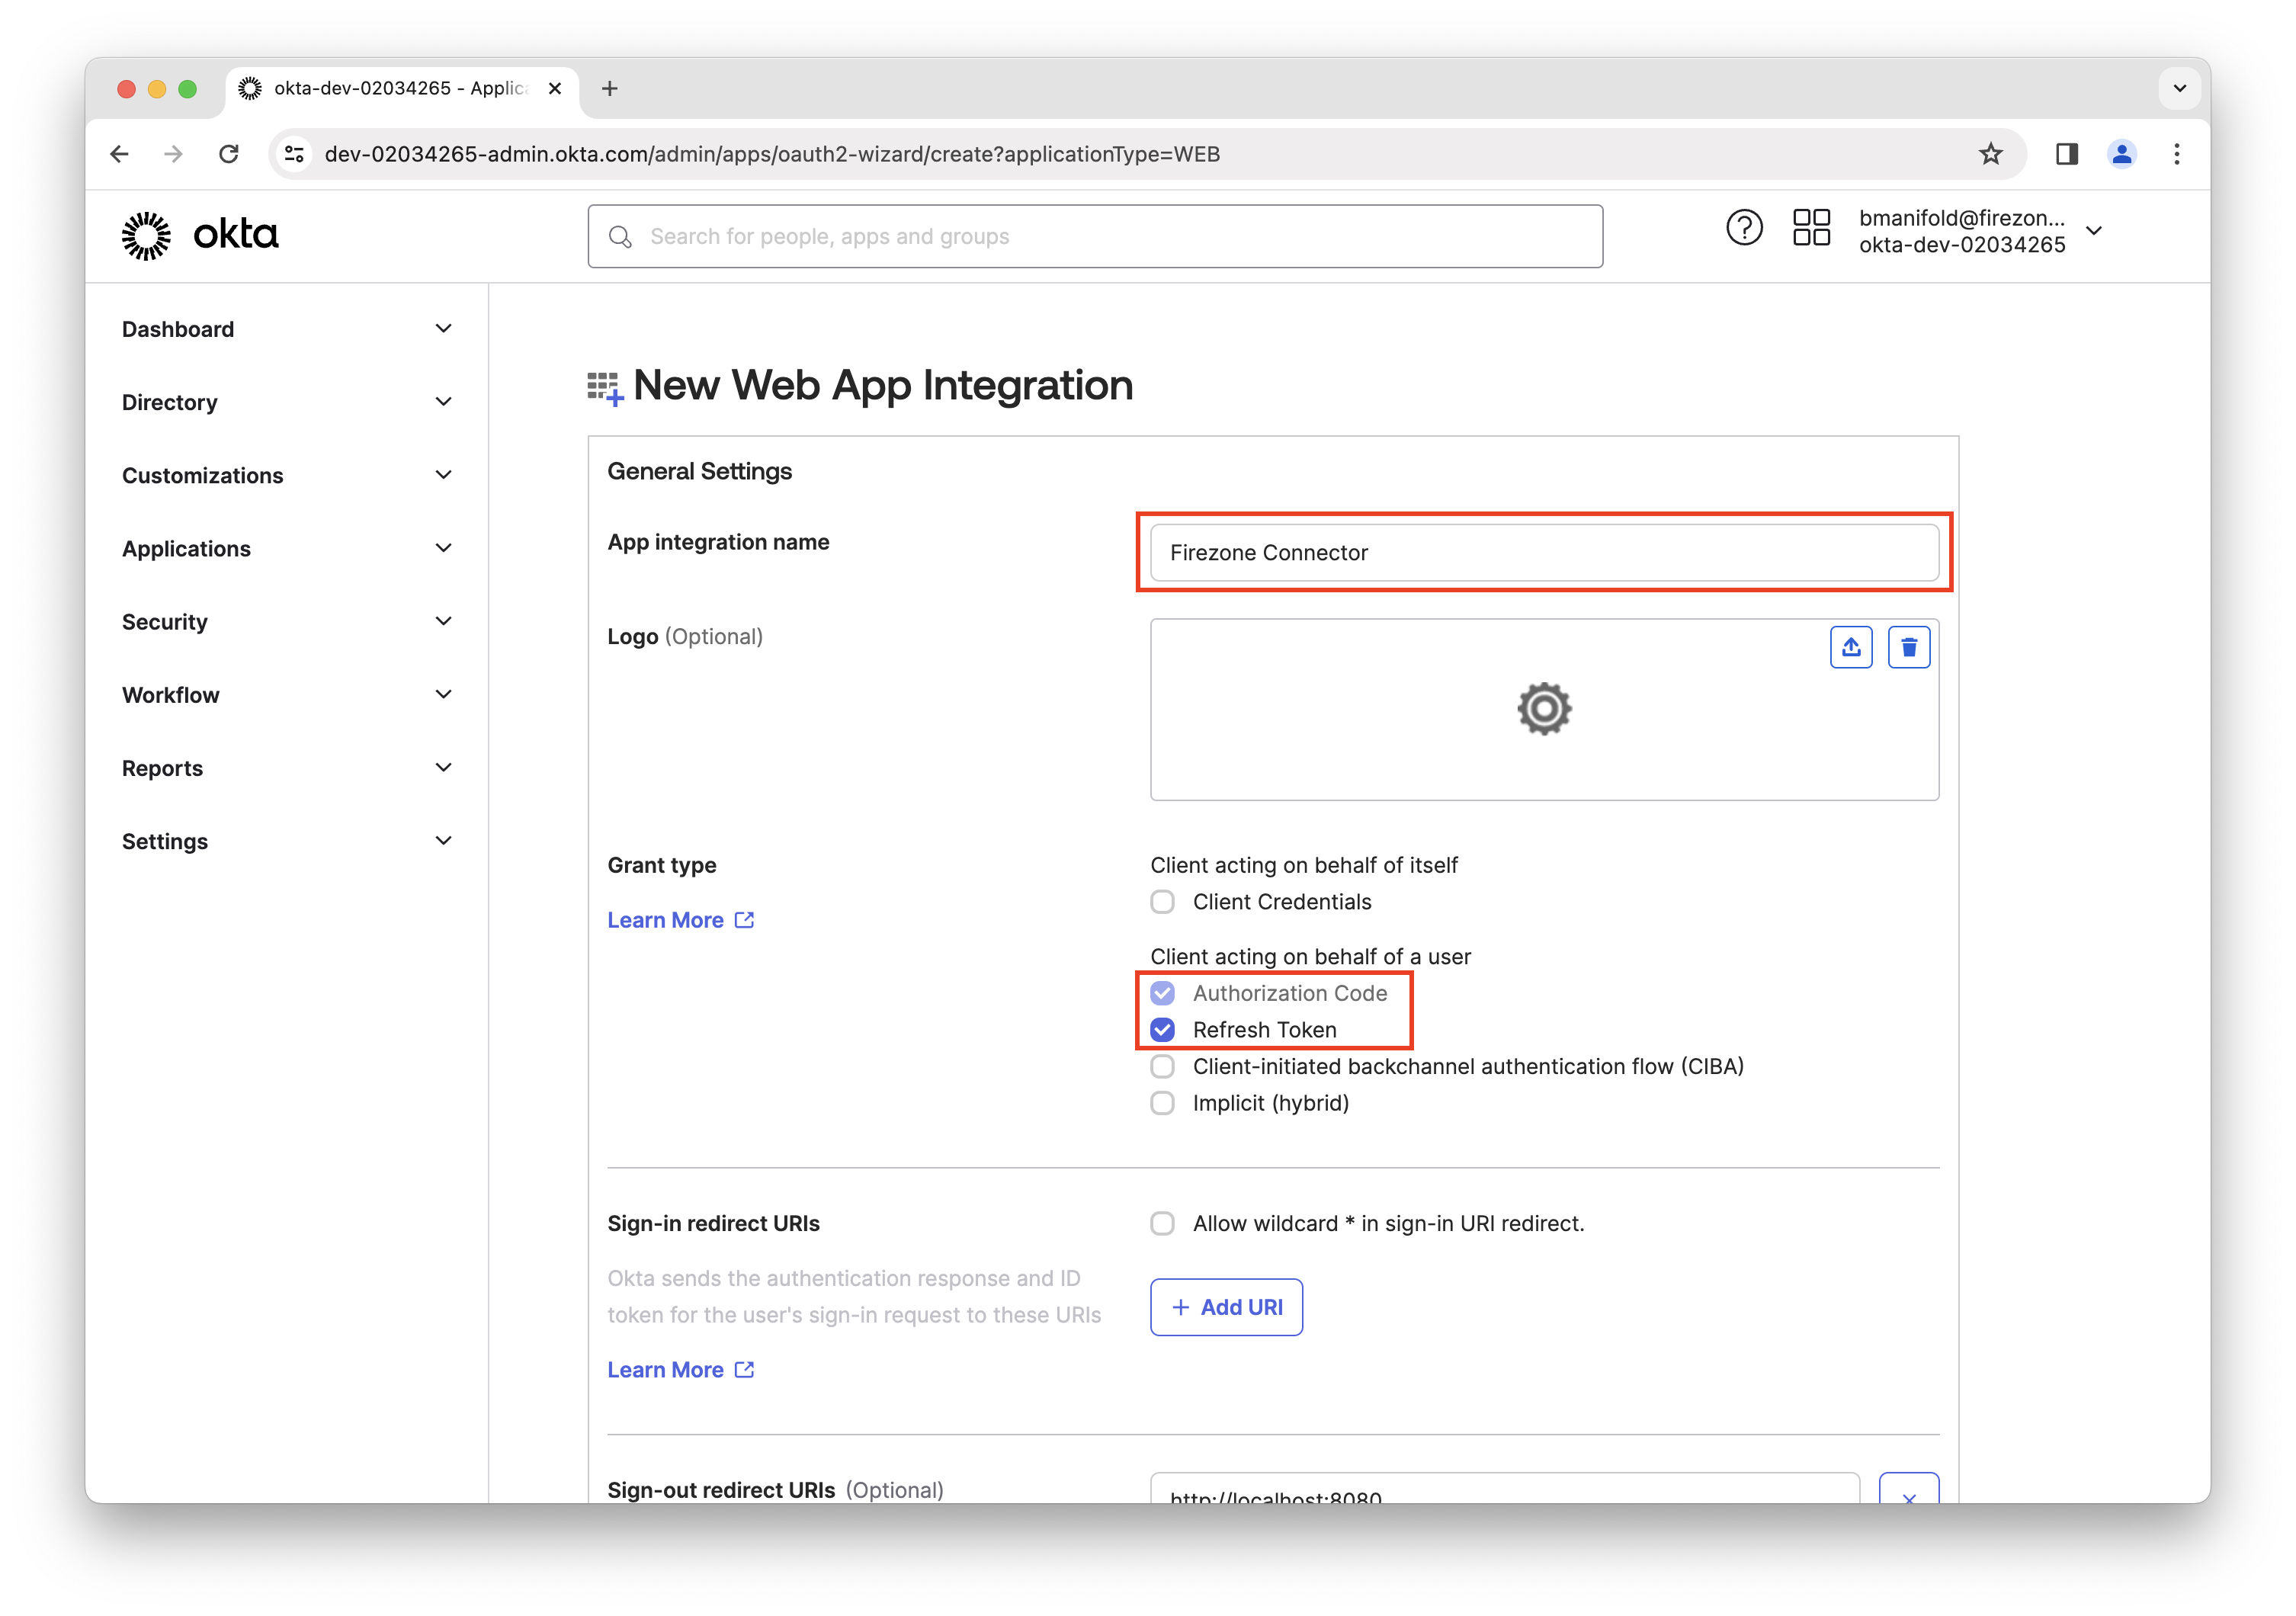 okta-dev-02034265 - Applic
dev-02034265-admin.okta.com/admin/apps/oauth2-wizard/create?applicationType=WEB
okta
Search for people, apps and groups
bmanifold@firezon...
okta-dev-02034265
Dashboard
Directory
Customizations
Applications
Security
Workflow
Reports
Settings
New Web App Integration
General Settings
App integration name
Firezone Connector
Logo (Optional)
Grant type
Learn More
Client acting on behalf of itself
Client Credentials
Client acting on behalf of a user
Authorization Code
Refresh Token
Client-initiated backchannel authentication flow (CIBA)
Implicit (hybrid)
Sign-in redirect URIs
Okta sends the authentication response and ID
token for the user's sign-in request to these URIs
Learn More
Allow wildcard * in sign-in URI redirect.
+ Add URI
Sign-out redirect URIs (Optional)
http://localhost:8080